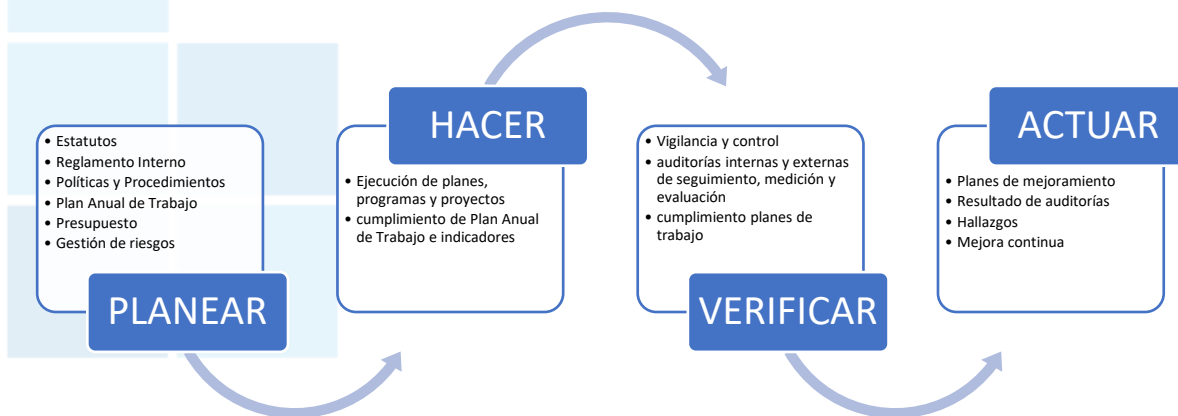 • Estatutos
• Reglamento Interno
• Políticas y Procedimientos
• Plan Anual de Trabajo
• Presupuesto
• Gestión de riesgos
PLANEAR
HACER
• Ejecución de planes,
programas y proyectos
• cumplimiento de Plan Anual
de Trabajo e indicadores
• Vigilancia y control
• auditorías internas y externas
de seguimiento, medición y
evaluación
• cumplimiento planes de
trabajo
VERIFICAR
ACTUAR
• Planes de mejoramiento
• Resultado de auditorías
• Hallazgos
• Mejora continua